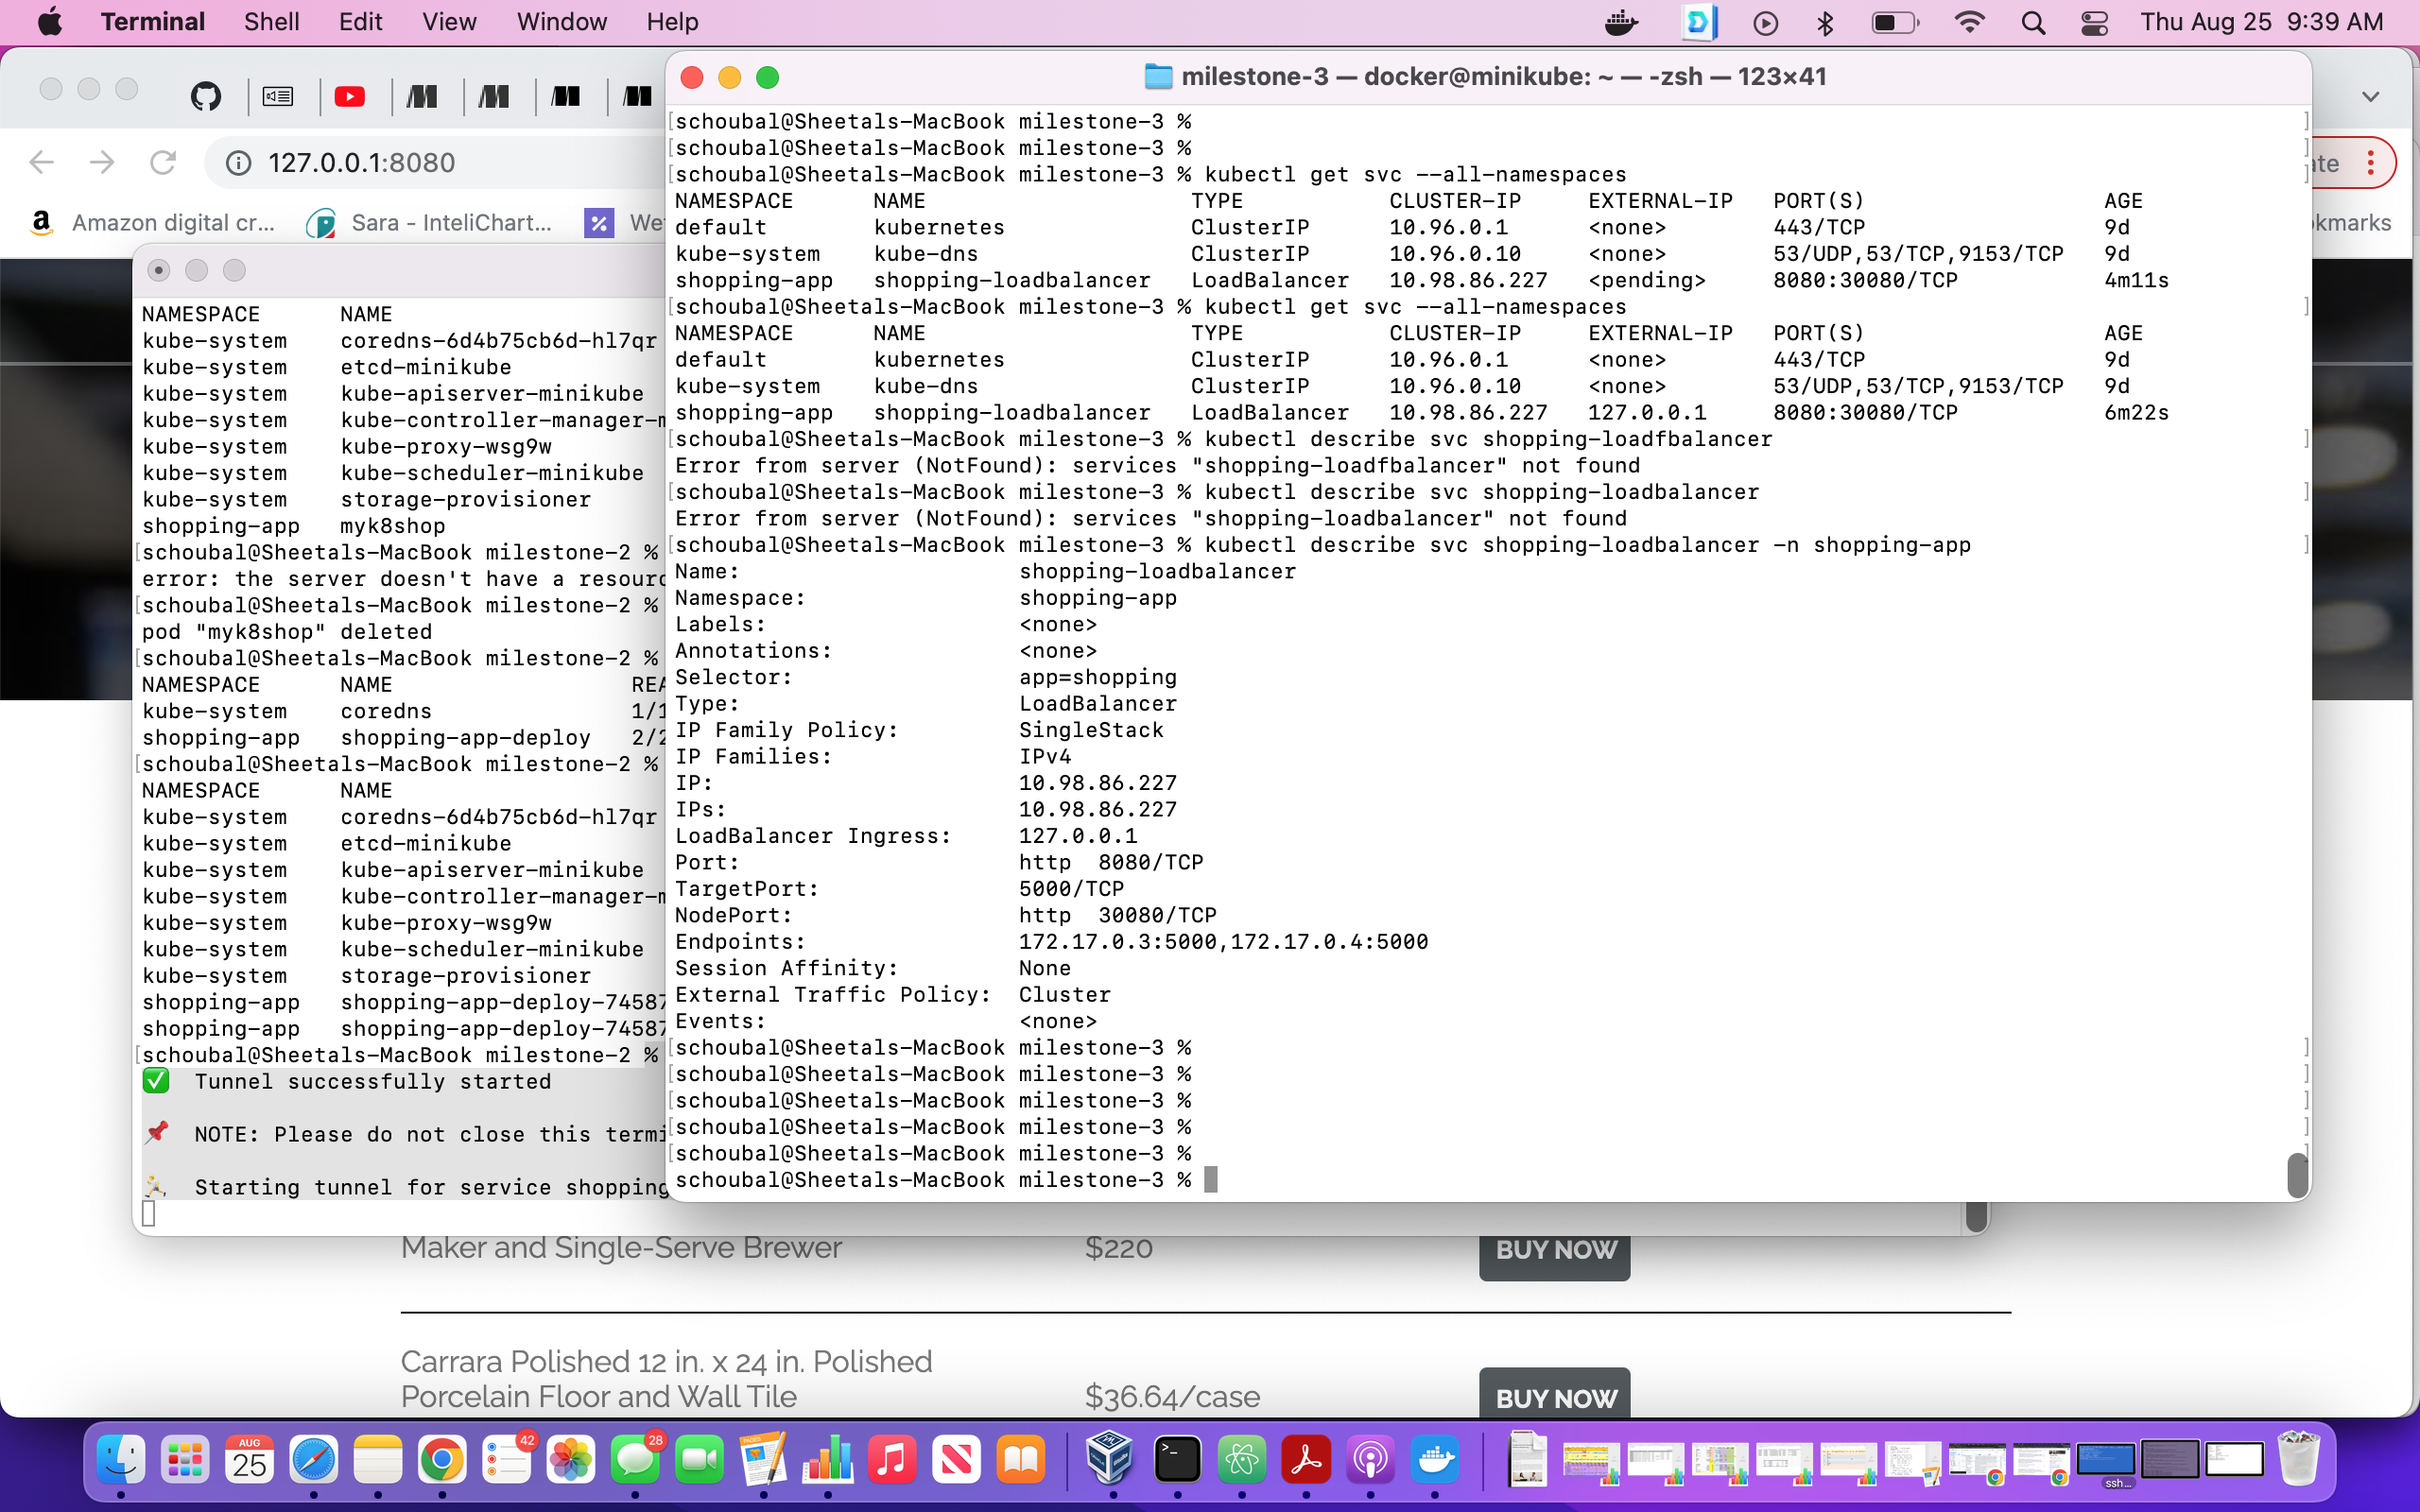 Terminal Shell Edit View Window Help Thu Aug 25 9:39 AM
milestone-3 — docker@minikube: ~ — -zsh — 123×41
127.0.0.1:8080
Amazon digital cr... Sara - InteliChart... We
kmarks
schoubal@Sheetals-MacBook milestone-3 %
schoubal@Sheetals-MacBook milestone-3 %
schoubal@Sheetals-MacBook milestone-3 % kubectl get svc --all-namespaces
NAMESPACE NAME TYPE CLUSTER-IP EXTERNAL-IP PORT(S) AGE
default kubernetes ClusterIP 10.96.0.1 <none> 443/TCP 9d
kube-system kube-dns ClusterIP 10.96.0.10 <none> 53/UDP,53/TCP,9153/TCP 9d
shopping-app shopping-loadbalancer LoadBalancer 10.98.86.227 <pending> 8080:30080/TCP 4m11s
schoubal@Sheetals-MacBook milestone-3 % kubectl get svc --all-namespaces
NAMESPACE NAME TYPE CLUSTER-IP EXTERNAL-IP PORT(S) AGE
default kubernetes ClusterIP 10.96.0.1 <none> 443/TCP 9d
kube-system kube-dns ClusterIP 10.96.0.10 <none> 53/UDP,53/TCP,9153/TCP 9d
shopping-app shopping-loadbalancer LoadBalancer 10.98.86.227 127.0.0.1 8080:30080/TCP 6m22s
schoubal@Sheetals-MacBook milestone-3 % kubectl describe svc shopping-loadfbalancer
Error from server (NotFound): services "shopping-loadfbalancer" not found
schoubal@Sheetals-MacBook milestone-3 % kubectl describe svc shopping-loadbalancer
Error from server (NotFound): services "shopping-loadbalancer" not found
schoubal@Sheetals-MacBook milestone-3 % kubectl describe svc shopping-loadbalancer -n shopping-app
Name: shopping-loadbalancer
Namespace: shopping-app
Labels: <none>
Annotations: <none>
Selector: app=shopping
Type: LoadBalancer
IP Family Policy: SingleStack
IP Families: IPv4
IP: 10.98.86.227
IPs: 10.98.86.227
LoadBalancer Ingress: 127.0.0.1
Port: http 8080/TCP
TargetPort: 5000/TCP
NodePort: http 30080/TCP
Endpoints: 172.17.0.3:5000,172.17.0.4:5000
Session Affinity: None
External Traffic Policy: Cluster
Events: <none>
schoubal@Sheetals-MacBook milestone-3 %
schoubal@Sheetals-MacBook milestone-3 %
schoubal@Sheetals-MacBook milestone-3 %
schoubal@Sheetals-MacBook milestone-3 %
schoubal@Sheetals-MacBook milestone-3 %
schoubal@Sheetals-MacBook milestone-3 %
NAMESPACE NAME
kube-system coredns-6d4b75cb6d-hl7qr
kube-system etcd-minikube
kube-system kube-apiserver-minikube
kube-system kube-controller-manager-m
kube-system kube-proxy-wsg9w
kube-system kube-scheduler-minikube
kube-system storage-provisioner
shopping-app myk8shop
schoubal@Sheetals-MacBook milestone-2 %
error: the server doesn't have a resourc
schoubal@Sheetals-MacBook milestone-2 %
pod "myk8shop" deleted
schoubal@Sheetals-MacBook milestone-2 %
NAMESPACE NAME REA
kube-system coredns 1/1
shopping-app shopping-app-deploy 2/2
schoubal@Sheetals-MacBook milestone-2 %
NAMESPACE NAME
kube-system coredns-6d4b75cb6d-hl7qr
kube-system etcd-minikube
kube-system kube-apiserver-minikube
kube-system kube-controller-manager-m
kube-system kube-proxy-wsg9w
kube-system kube-scheduler-minikube
kube-system storage-provisioner
shopping-app shopping-app-deploy-74587
shopping-app shopping-app-deploy-74587
schoubal@Sheetals-MacBook milestone-2 %
Tunnel successfully started
NOTE: Please do not close this termi
Starting tunnel for service shopping
Maker and Single-Serve Brewer $220 BUY NOW
Carrara Polished 12 in. x 24 in. Polished
Porcelain Floor and Wall Tile $36.64/case BUY NOW
AUG
25
42
28
ssh...